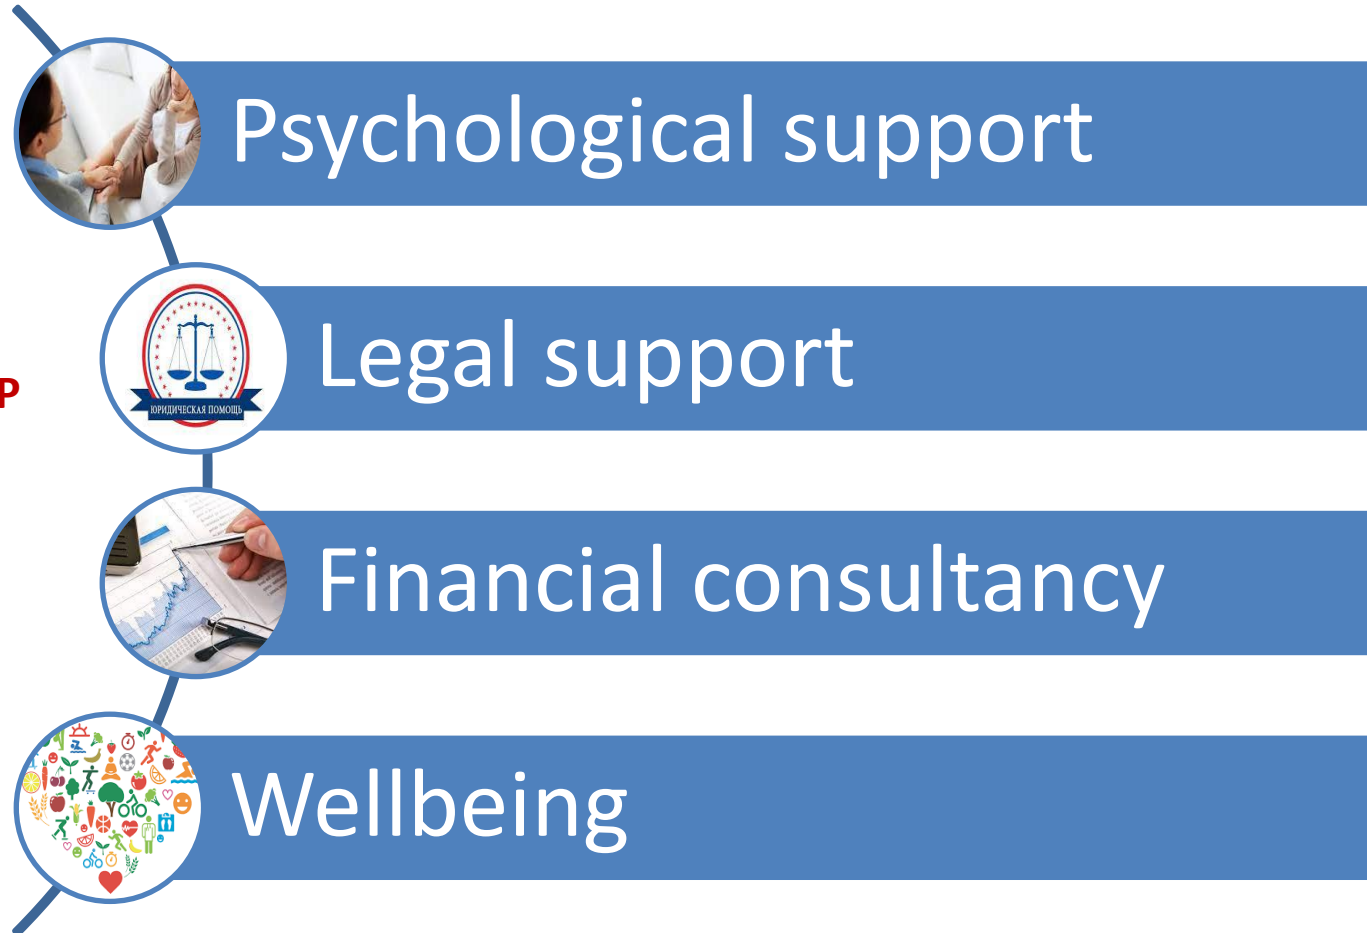 Psychological support
Legal support
P
ЮРИДИЧЕСКАЯ ПОМОЩЬ
Financial consultancy
Wellbeing